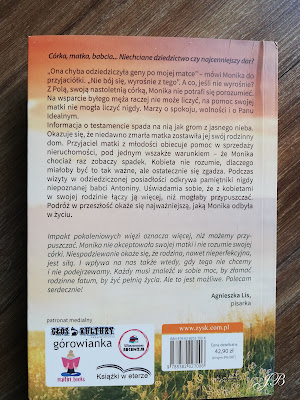 Córka, matka, babcia... Niechciane dziedzictwo czy najcenniejszy dar?
„Ona chyba odziedziczyła geny po mojej matce” – mówi Monika do
przyjaciółki. „Nie bój się, wyrośnie z tego”. A co, jeśli nie wyrośnie?
Z Polą, swoją nastoletnią córką, Monika nie potrafi się porozumieć.
Na wsparcie byłego męża raczej nie może liczyć, na pomoc swojej
matki nie mogła liczyć nigdy. Marzy o spokoju, wolności i o Panu
Idealnym.
Informacja o testamencie spada na nią jak grom z jasnego nieba.
Okazuje się, że niedawno zmarła matka zostawiła jej swój rodzinny
dom. Przyjaciel matki z młodości obiecuje pomoc w sprzedaży
nieruchomości, pod jednym wszakże warunkiem – że Monika
chociaż raz zobaczy spadek. Kobieta nie rozumie, dlaczego
miałoby być to tak ważne, ale ostatecznie się zgadza. Podczas
wizyty w odziedziczonej posiadłości odkrywa pamiętniki nigdy
niepoznanej babci Antoniny. Uświadamia sobie, że z kobietami
w swojej rodzinie łączy ją więcej, niż mogłaby przypuszczać.
Podróż w przeszłość okaże się najważniejszą, jaką Monika odbyła
w życiu.
Impakt pokoleniowych więzi oznacza więcej, niż możemy przy-
puszczać. Monika nie akceptowała swojej matki i nie rozumie swojej
córki. Niespodziewanie okaże się, że rodzina, nawet nieperfekcyjna,
jest siłą. I wpływa na nas także wtedy, gdy tego nie chcemy
i nie podejrzewamy. Każdy musi znaleźć w sobie moc, by złamać
rodzinne fatum, by żyć pełnią życia. Ale to jest możliwe. Polecam
serdecznie!
Agnieszka Lis,
pisarka
patronat medialny
GŁOS KULTURY
górowianka
Książki w eterze
www.zysk.com.pl
Cena detaliczna
42,90 zł
JB